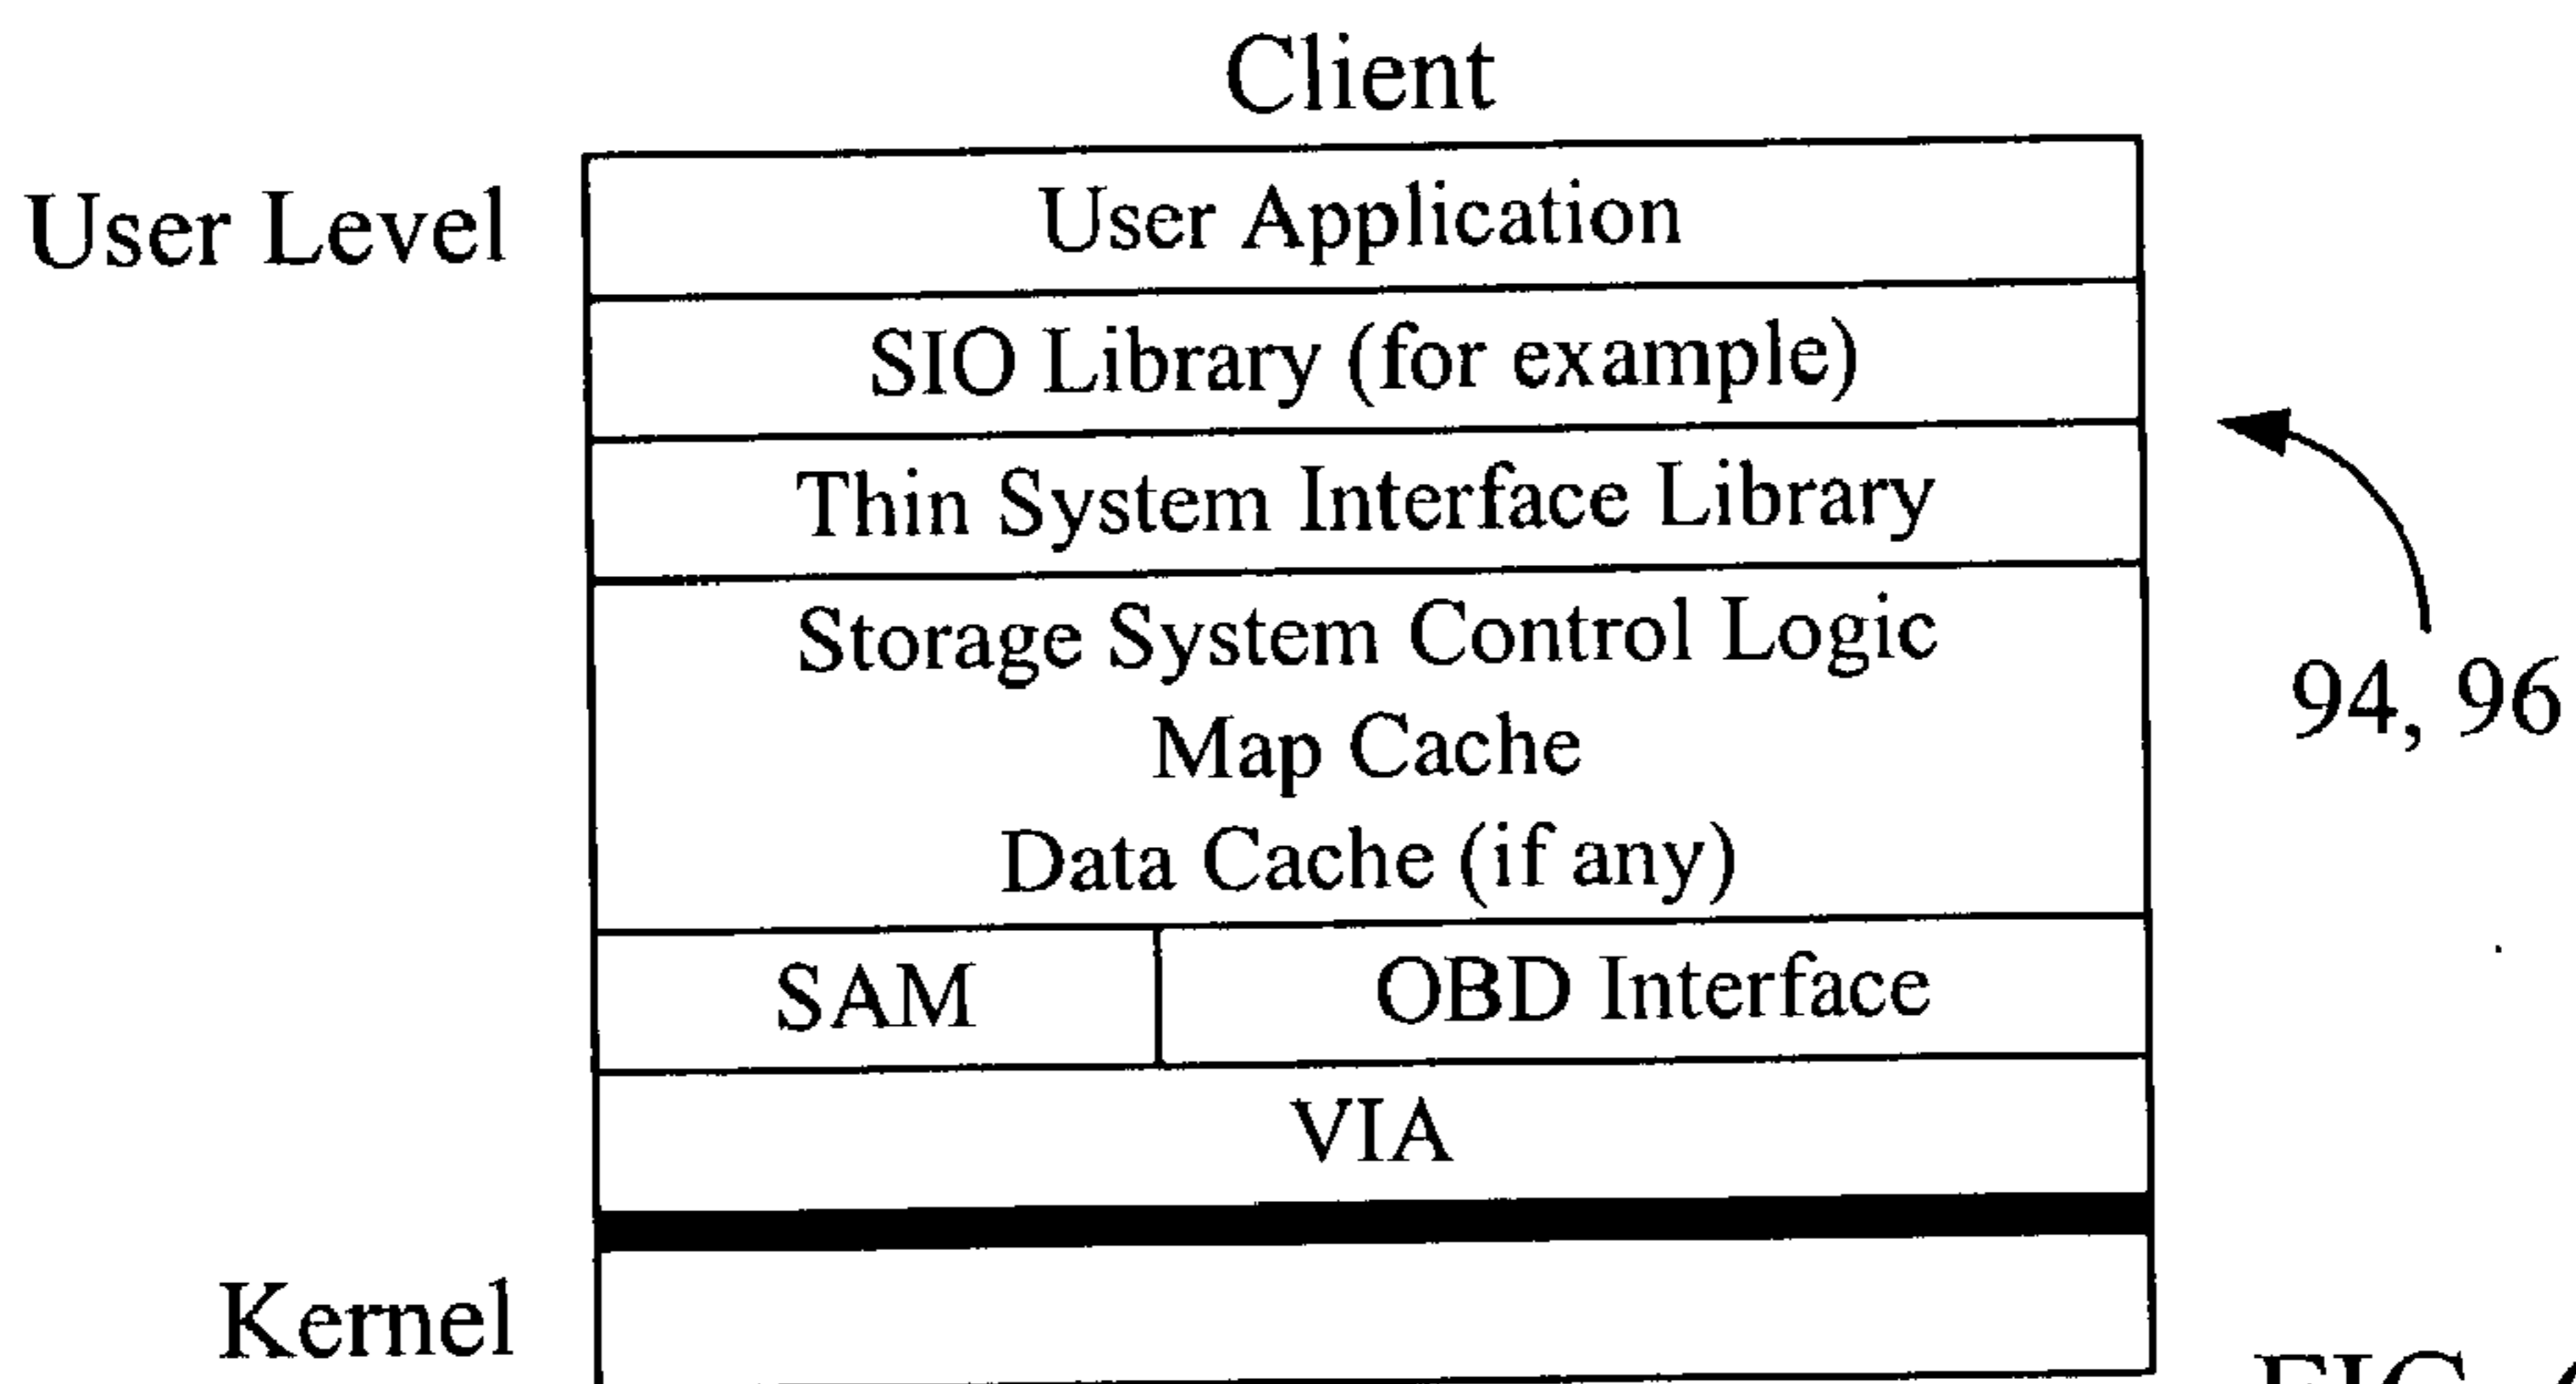 Client
User Level
User Application
SIO Library (for example)
Thin System Interface Library
Storage System Control Logic
Map Cache
Data Cache (if any)
94, 96
SAM
OBD Interface
VIA
Kernel